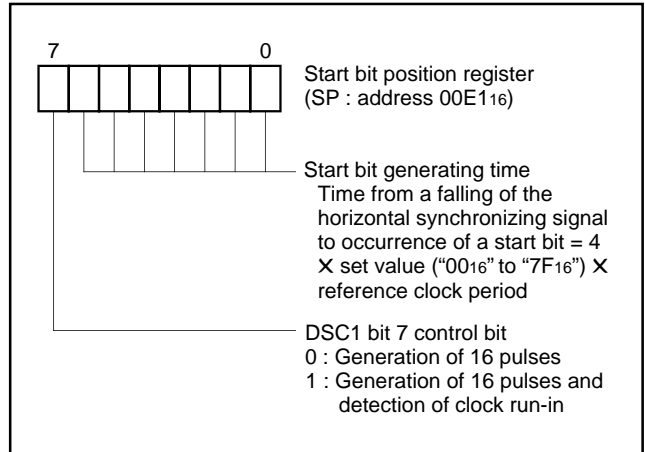 7 0
Start bit position register
(SP : address 00E116)
Start bit generating time
Time from a falling of the
horizontal synchronizing signal
to occurrence of a start bit = 4
X set value (“0016” to “7F16”) X
reference clock period
DSC1 bit 7 control bit
0 : Generation of 16 pulses
1 : Generation of 16 pulses and
detection of clock run-in